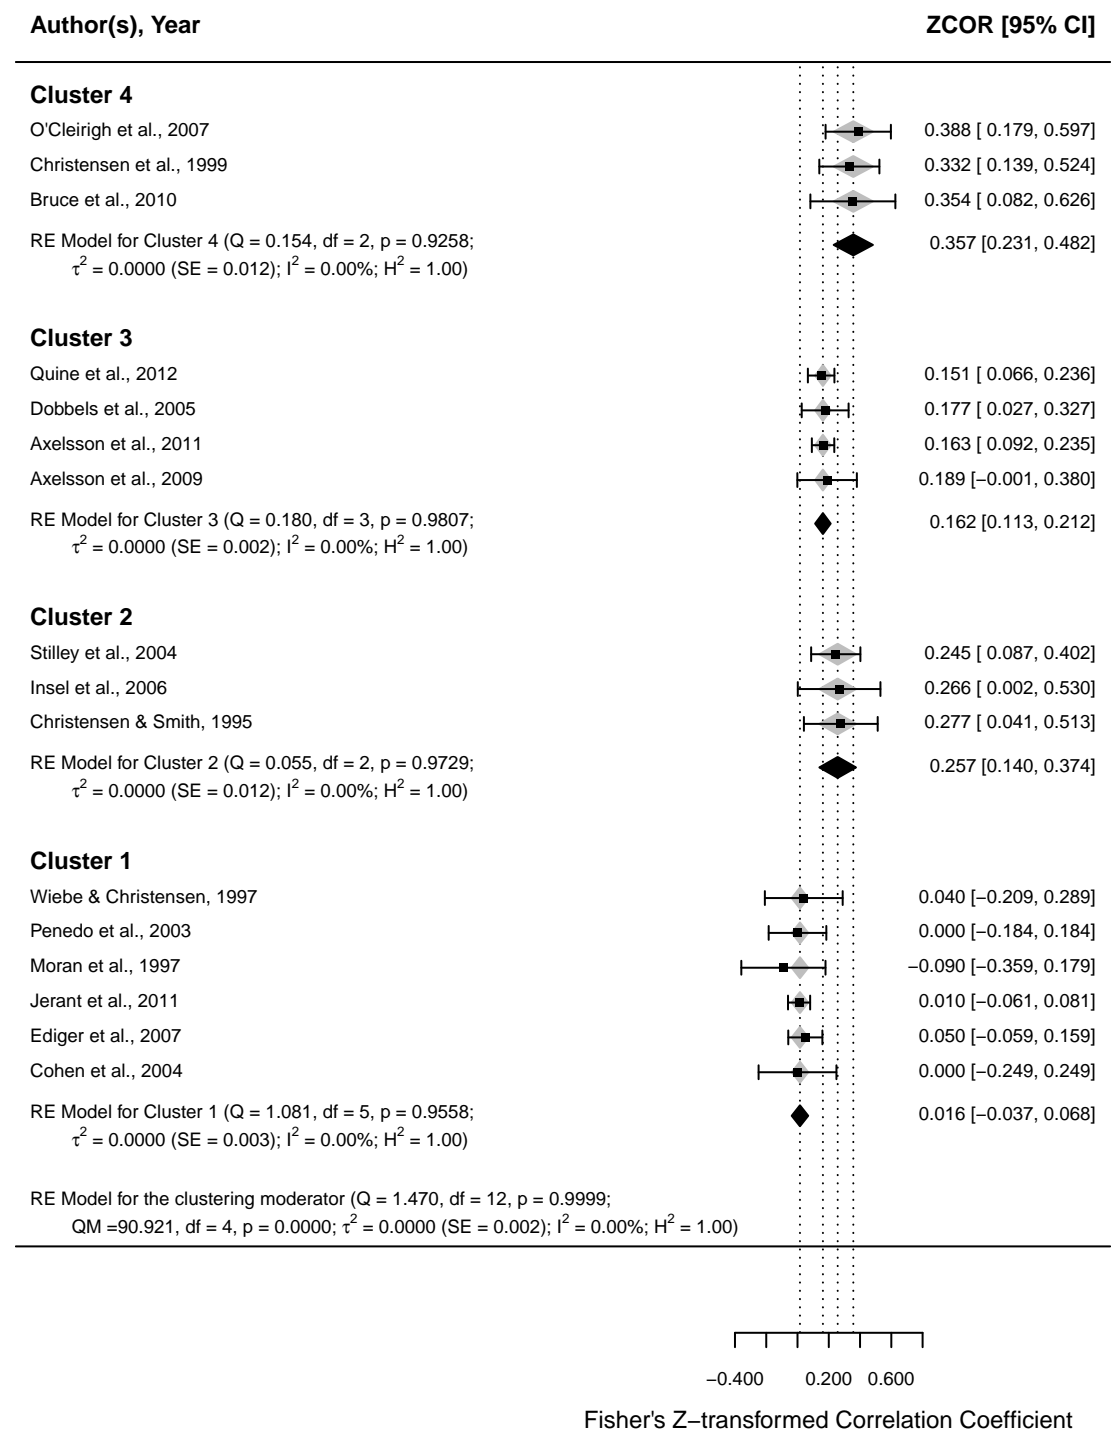 Author(s), Year ZCOR [95% CI]
Cluster 4
O'Cleirigh et al., 2007 0.388 [ 0.179, 0.597]
Christensen et al., 1999 0.332 [ 0.139, 0.524]
Bruce et al., 2010 0.354 [ 0.082, 0.626]
RE Model for Cluster 4 (Q = 0.154, df = 2, p = 0.9258; 0.357 [0.231, 0.482]
τ² = 0.0000 (SE = 0.012); I² = 0.00%; H² = 1.00)
Cluster 3
Quine et al., 2012 0.151 [ 0.066, 0.236]
Dobbels et al., 2005 0.177 [ 0.027, 0.327]
Axelsson et al., 2011 0.163 [ 0.092, 0.235]
Axelsson et al., 2009 0.189 [−0.001, 0.380]
RE Model for Cluster 3 (Q = 0.180, df = 3, p = 0.9807; 0.162 [0.113, 0.212]
τ² = 0.0000 (SE = 0.002); I² = 0.00%; H² = 1.00)
Cluster 2
Stilley et al., 2004 0.245 [ 0.087, 0.402]
Insel et al., 2006 0.266 [ 0.002, 0.530]
Christensen & Smith, 1995 0.277 [ 0.041, 0.513]
RE Model for Cluster 2 (Q = 0.055, df = 2, p = 0.9729; 0.257 [0.140, 0.374]
τ² = 0.0000 (SE = 0.012); I² = 0.00%; H² = 1.00)
Cluster 1
Wiebe & Christensen, 1997 0.040 [−0.209, 0.289]
Penedo et al., 2003 0.000 [−0.184, 0.184]
Moran et al., 1997 −0.090 [−0.359, 0.179]
Jerant et al., 2011 0.010 [−0.061, 0.081]
Ediger et al., 2007 0.050 [−0.059, 0.159]
Cohen et al., 2004 0.000 [−0.249, 0.249]
RE Model for Cluster 1 (Q = 1.081, df = 5, p = 0.9558; 0.016 [−0.037, 0.068]
τ² = 0.0000 (SE = 0.003); I² = 0.00%; H² = 1.00)
RE Model for the clustering moderator (Q = 1.470, df = 12, p = 0.9999;
QM =90.921, df = 4, p = 0.0000; τ² = 0.0000 (SE = 0.002); I² = 0.00%; H² = 1.00)
−0.400 0.200 0.600
Fisher's Z−transformed Correlation Coefficient